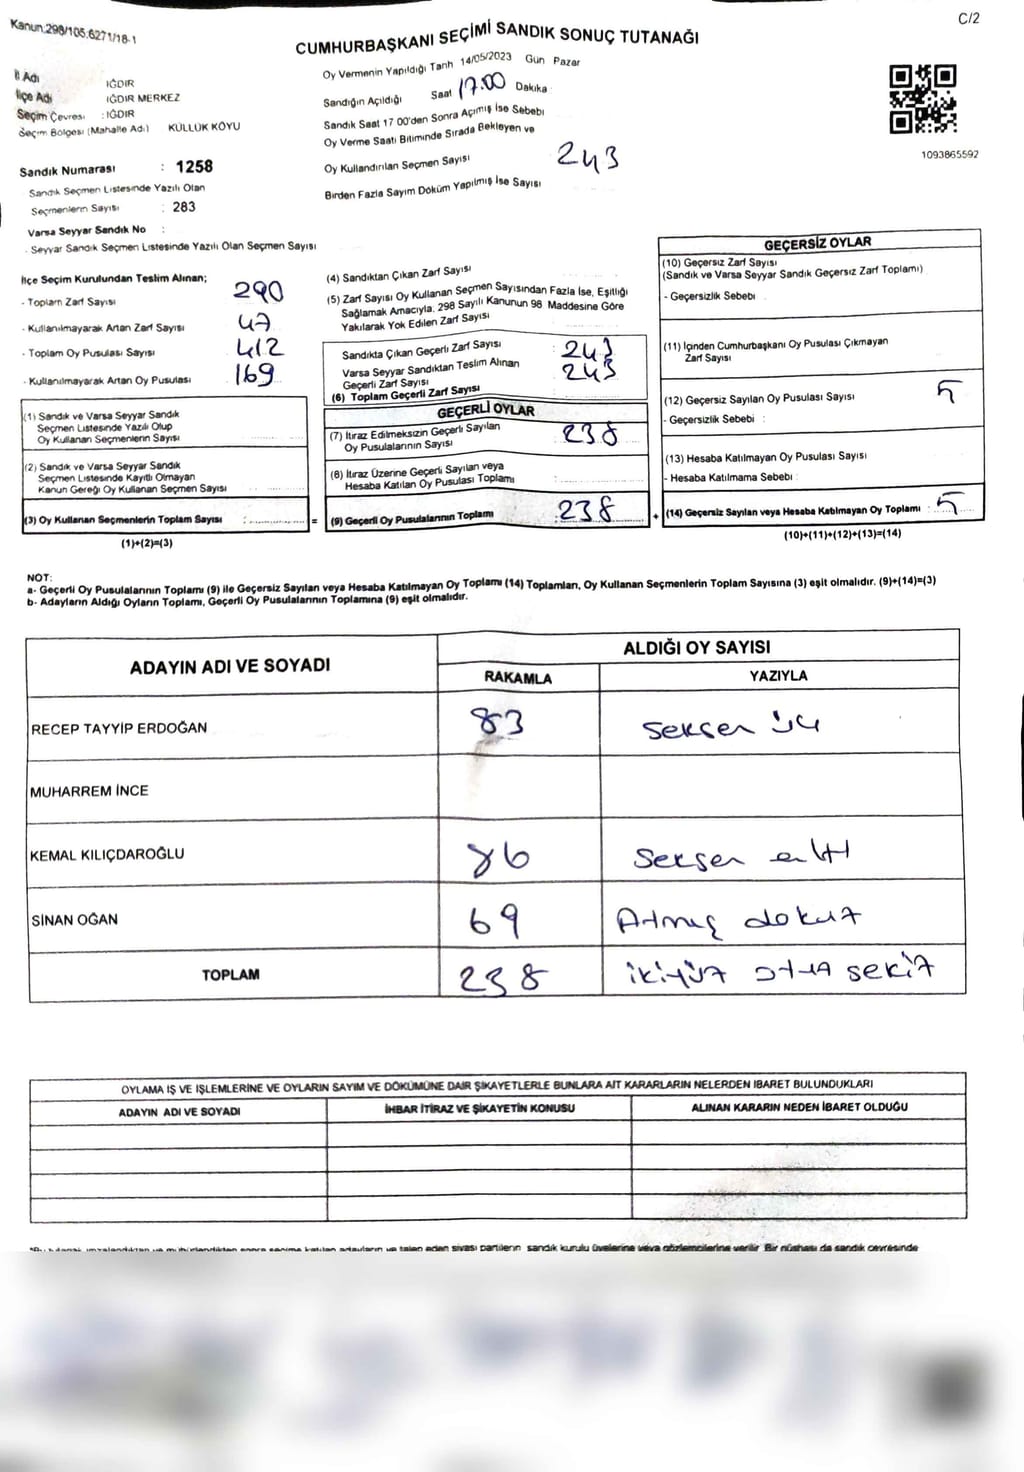 Kanun:298/105.6271/18-1
C/2
CUMHURBAŞKANI SEÇİMİ SANDIK SONUÇ TUTANAĞI
İl Adı IĞDIR
İlçe Adı IĞDIR MERKEZ
Seçim Çevresi : IĞDIR
Seçim Bölgesi (Mahalle Adı) KÜLLÜK KÖYÜ
Sandık Numarası : 1258
Sandık Seçmen Listesinde Yazılı Olan
Seçmenlerin Sayısı : 283
Varsa Seyyar Sandık No :
- Seyyar Sandık Seçmen Listesinde Yazılı Olan Seçmen Sayısı
Oy Vermenin Yapıldığı Tarih 14/05/2023 Gün Pazar
Sandığın Açıldığı Saat 17:00 Dakika
Sandık Saat 17 00'den Sonra Açımış İse Sebebi
Oy Verme Saati Bitiminde Sırada Bekleyen ve
Oy Kullandırılan Seçmen Sayısı 243
Birden Fazla Sayım Döküm Yapılmış İse Sayısı
1093865592
İlçe Seçim Kurulundan Teslim Alınan;
- Toplam Zarf Sayısı 290
- Kullanılmayarak Artan Zarf Sayısı 47
- Toplam Oy Pusulası Sayısı 412
- Kullanılmayarak Artan Oy Pusulası 169
(1) Sandık ve Varsa Seyyar Sandık
Seçmen Listesinde Yazılı Olup
Oy Kullanan Seçmenlerin Sayısı
(2) Sandık ve Varsa Seyyar Sandık
Seçmen Listesinde Kayıtlı Olmayan
Kanun Gereği Oy Kullanan Seçmen Sayısı
(3) Oy Kullanan Seçmenlerin Toplam Sayısı : =
(1)+(2)=(3)
(4) Sandıktan Çıkan Zarf Sayısı
(5) Zarf Sayısı Oy Kullanan Seçmen Sayısından Fazla İse, Eşitliği
Sağlamak Amacıyla, 298 Sayılı Kanunun 98 Maddesine Göre
Yakılarak Yok Edilen Zarf Sayısı
Sandıkta Çıkan Geçerli Zarf Sayısı : 243
Varsa Seyyar Sandıktan Teslim Alınan
Geçerli Zarf Sayısı 243
(6) Toplam Geçerli Zarf Sayısı
GEÇERLİ OYLAR
(7) İtiraz Edilmeksizin Geçerli Sayılan
Oy Pusulalarının Sayısı 238
(8) İtiraz Üzerine Geçerli Sayılan veya
Hesaba Katılan Oy Pusulası Toplamı
(9) Geçerli Oy Pusulalarının Toplamı 238 +
GEÇERSİZ OYLAR
(10) Geçersiz Zarf Sayısı
(Sandık ve Varsa Seyyar Sandık Geçersiz Zarf Toplamı)
- Geçersizlik Sebebi
(11) İçinden Cumhurbaşkanı Oy Pusulası Çıkmayan
Zarf Sayısı
(12) Geçersiz Sayılan Oy Pusulası Sayısı 5
- Geçersizlik Sebebi :
(13) Hesaba Katılmayan Oy Pusulası Sayısı
- Hesaba Katılmama Sebebi :
(14) Geçersiz Sayılan veya Hesaba Katılmayan Oy Toplamı : 5
(10)+(11)+(12)+(13)=(14)
NOT:
a- Geçerli Oy Pusulalarının Toplamı (9) ile Geçersiz Sayılan veya Hesaba Katılmayan Oy Toplamı (14) Toplamları, Oy Kullanan Seçmenlerin Toplam Sayısına (3) eşit olmalıdır. (9)+(14)=(3)
b- Adayların Aldığı Oyların Toplamı, Geçerli Oy Pusulalarının Toplamına (9) eşit olmalıdır.
ADAYIN ADI VE SOYADI
ALDIĞI OY SAYISI
RAKAMLA YAZIYLA
RECEP TAYYİP ERDOĞAN 83 Seksen üç
MUHARREM İNCE
KEMAL KILIÇDAROĞLU 86 Seksen altı
SİNAN OĞAN 69 Atmış dokuz
TOPLAM 238 ikiyüz otuz sekiz
OYLAMA İŞ VE İŞLEMLERİNE VE OYLARIN SAYIM VE DÖKÜMÜNE DAİR ŞİKAYETLERLE BUNLARA AİT KARARLARIN NELERDEN İBARET BULUNDUKLARI
ADAYIN ADI VE SOYADI İHBAR İTİRAZ VE ŞİKAYETİN KONUSU ALINAN KARARIN NEDEN İBARET OLDUĞU
*Bu tutanak imzalandıktan ve mühürlendikten sonra seçime katılan adayların ve talep eden siyasi partilerin sandık kurulu üyelerine veya gözlemcilerine verilir. Bir nüshası da sandık çevresinde